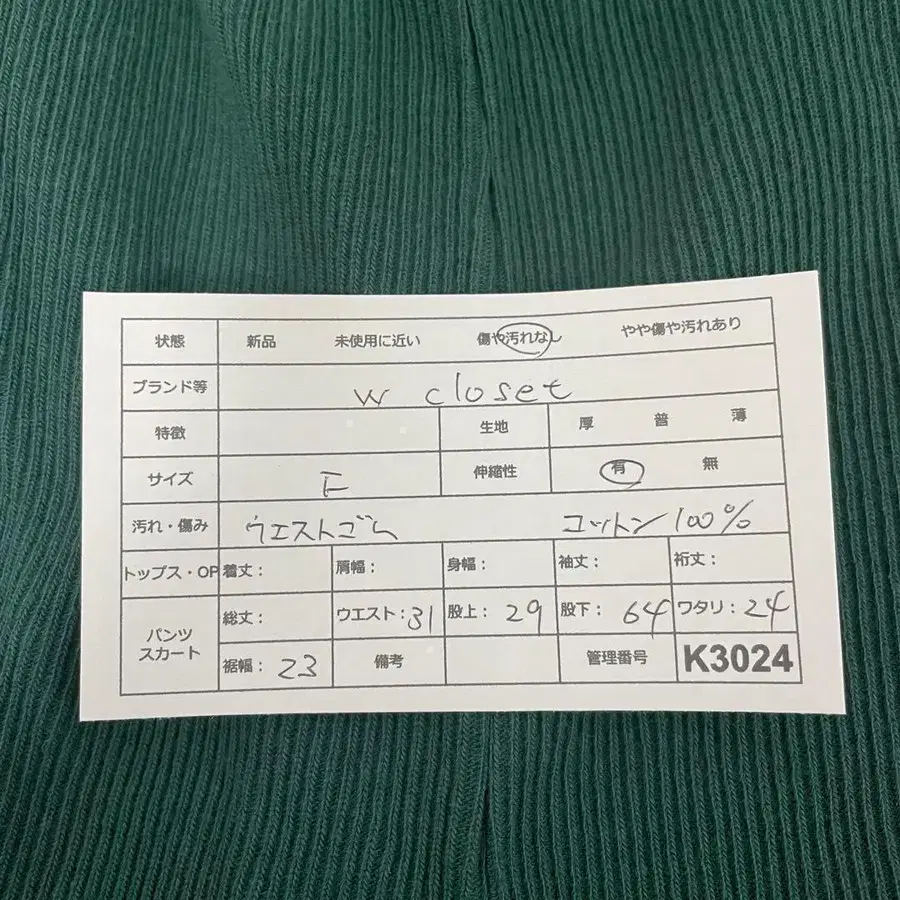 状態 新品 未使用に近い 傷や汚れなし やや傷や汚れあり
ブランド等 w closet
特徴 生地 厚 普 薄
サイズ F 伸縮性 有 無
汚れ・傷み ウエストゴム コットン100%
トップス・OP 着丈: 肩幅: 身幅: 袖丈: 裄丈:
パンツ スカート 総丈: ウエスト:31 股上:29 股下:64 ワタリ:24
裾幅:23 備考 管理番号 K3024